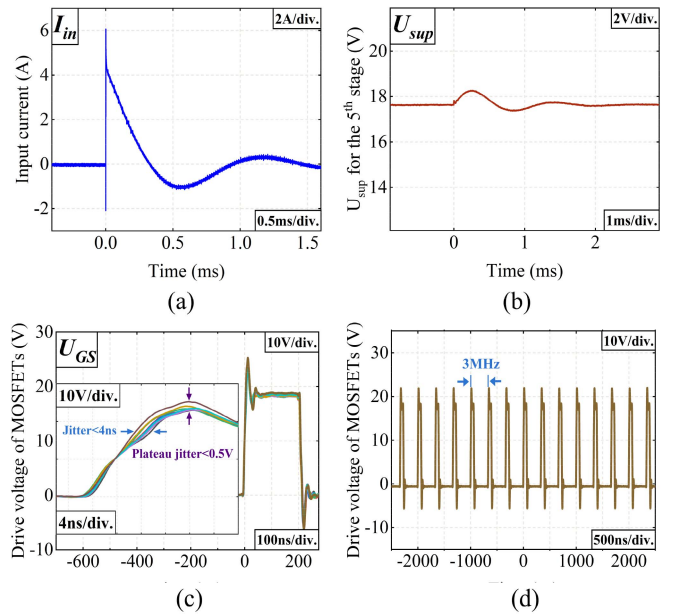 I_in
2A/div.
Input current (A)
6
4
2
0
-2
0.5ms/div.
0.0 0.5 1.0 1.5
Time (ms)
(a)
U_sup
2V/div.
U_sup for the 5th stage (V)
20
18
16
14
1ms/div.
0 1 2
Time (ms)
(b)
U_GS
10V/div.
Drive voltage of MOSFETs (V)
30
20
10
0
-10
10V/div.
Jitter<4ns
Plateau jitter<0.5V
4ns/div.
100ns/div.
-600 -400 -200 0 200
(c)
10V/div.
Drive voltage of MOSFETs (V)
30
20
10
0
-10
3MHz
500ns/div.
-2000 -1000 0 1000 2000
(d)